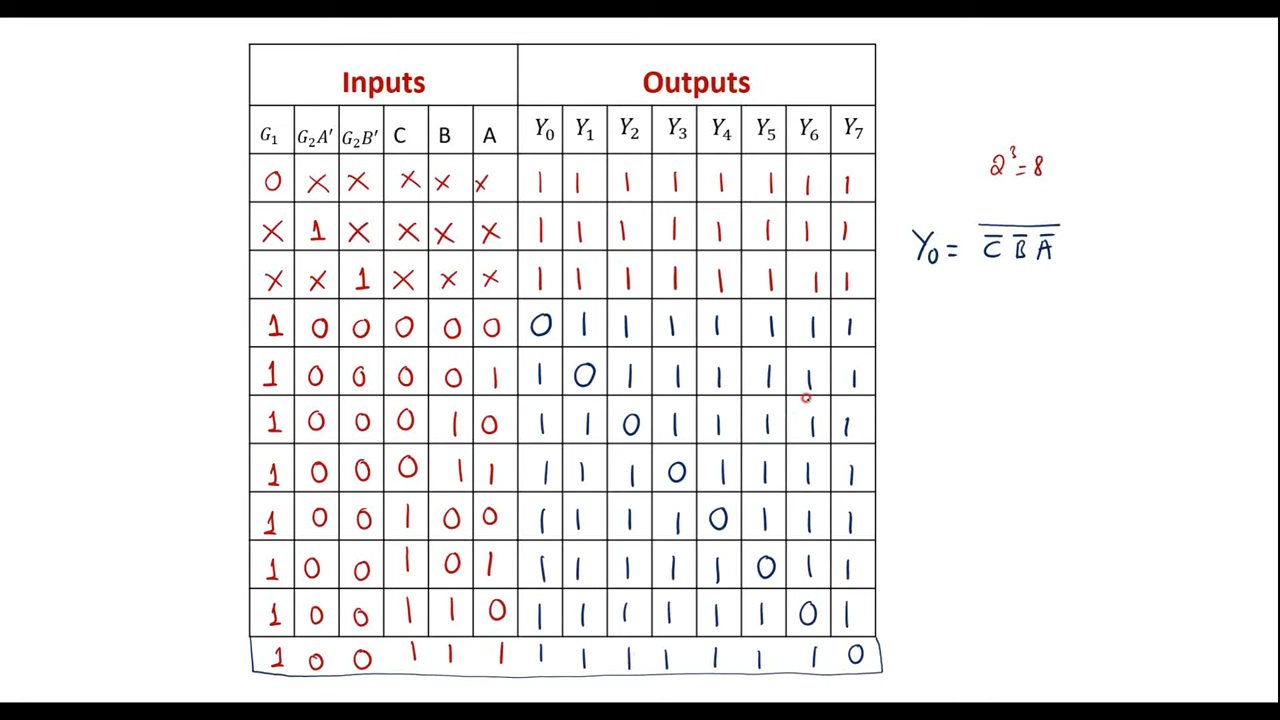 Inputs Outputs
G₁ G₂A′ G₂B′ C B A Y₀ Y₁ Y₂ Y₃ Y₄ Y₅ Y₆ Y₇
0 × × × × × 1 1 1 1 1 1 1 1
× 1 × × × × 1 1 1 1 1 1 1 1
× × 1 × × × 1 1 1 1 1 1 1 1
1 0 0 0 0 0 0 1 1 1 1 1 1 1
1 0 0 0 0 1 1 0 1 1 1 1 1 1
1 0 0 0 1 0 1 1 0 1 1 1 1 1
1 0 0 0 1 1 1 1 1 0 1 1 1 1
1 0 0 1 0 0 1 1 1 1 0 1 1 1
1 0 0 1 0 1 1 1 1 1 1 0 1 1
1 0 0 1 1 0 1 1 1 1 1 1 0 1
1 0 0 1 1 1 1 1 1 1 1 1 1 0
2³ = 8
Y₀ = \overline{C̅ B̅ A̅}